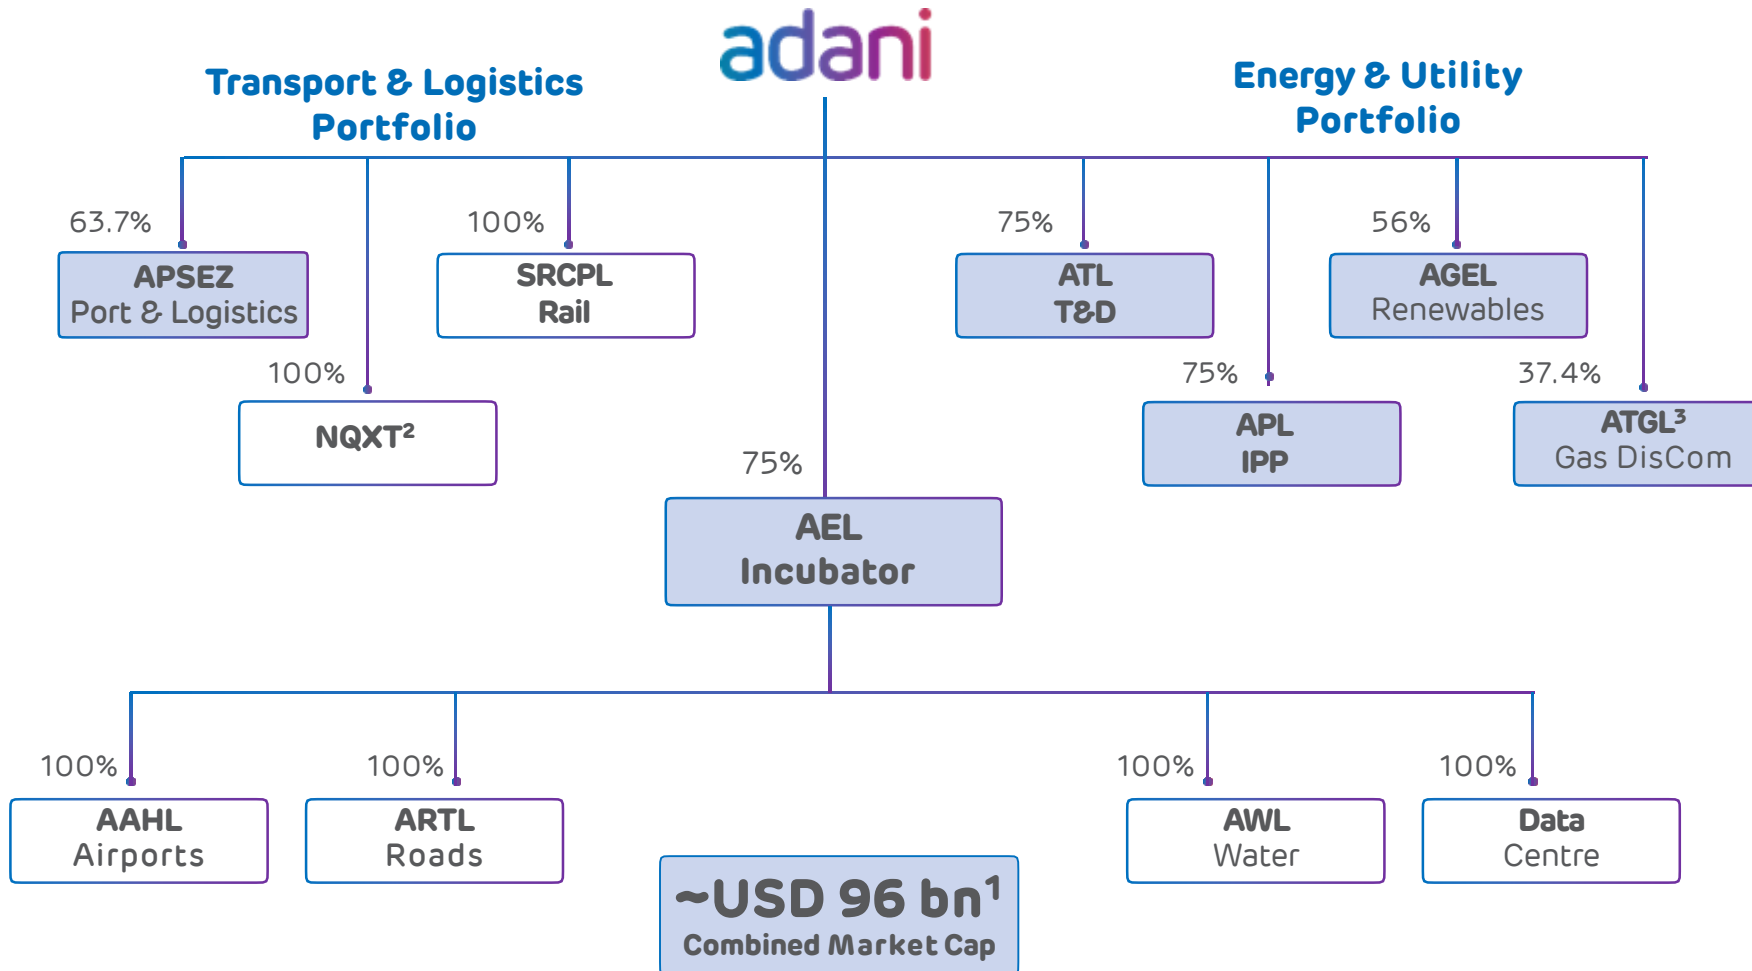 adani
Transport & Logistics
Portfolio
Energy & Utility
Portfolio
63.7%
APSEZ
Port & Logistics
100%
SRCPL
Rail
75%
ATL
T&D
56%
AGEL
Renewables
100%
NQXT²
75%
APL
IPP
37.4%
ATGL³
Gas DisCom
75%
AEL
Incubator
100%
AAHL
Airports
100%
ARTL
Roads
100%
AWL
Water
100%
Data
Centre
~USD 96 bn¹
Combined Market Cap